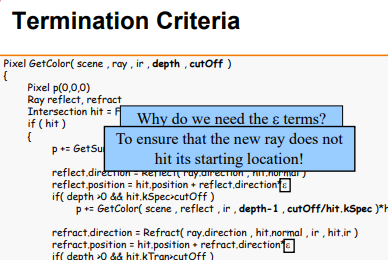 Termination Criteria
Pixel GetColor( scene , ray , ir , depth , cutOff )
{
Pixel p(0,0,0)
Ray reflect, refract
Intersection hit = F
if ( hit )
{
p += GetSu
Why do we need the ε terms?
To ensure that the new ray does not
hit its starting location!
reflect.direction = Reflect( ray.direction , hit.normal )
reflect.position = hit.position + reflect.direction*ε
if( depth >0 && hit.kSpec>cutOff )
p += GetColor( scene , reflect , ir , depth-1 , cutOff/hit.kSpec )*h
refract.direction = Refract( ray.direction , hit.normal , ir , hit.ir )
refract.position = hit.position + refract.direction*ε
if( depth >0 && hit.kTran>cutOff )